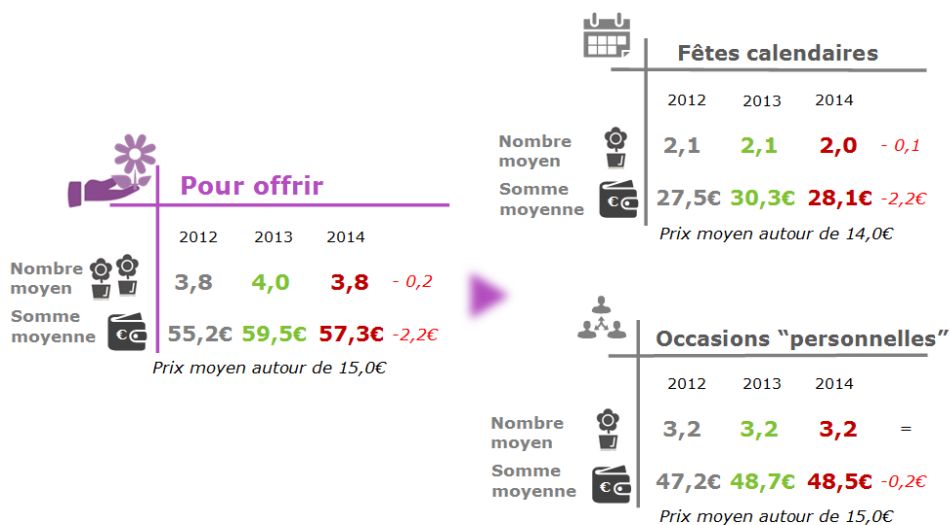 Pour offrir
2012 2013 2014
Nombre
moyen
3,8 4,0 3,8 - 0,2
Somme
moyenne
€
55,2€ 59,5€ 57,3€ -2,2€
Prix moyen autour de 15,0€
Fêtes calendaires
2012 2013 2014
Nombre
moyen
2,1 2,1 2,0 - 0,1
Somme
moyenne
€
27,5€ 30,3€ 28,1€ -2,2€
Prix moyen autour de 14,0€
Occasions “personnelles”
2012 2013 2014
Nombre
moyen
3,2 3,2 3,2 =
Somme
moyenne
€
47,2€ 48,7€ 48,5€ -0,2€
Prix moyen autour de 15,0€